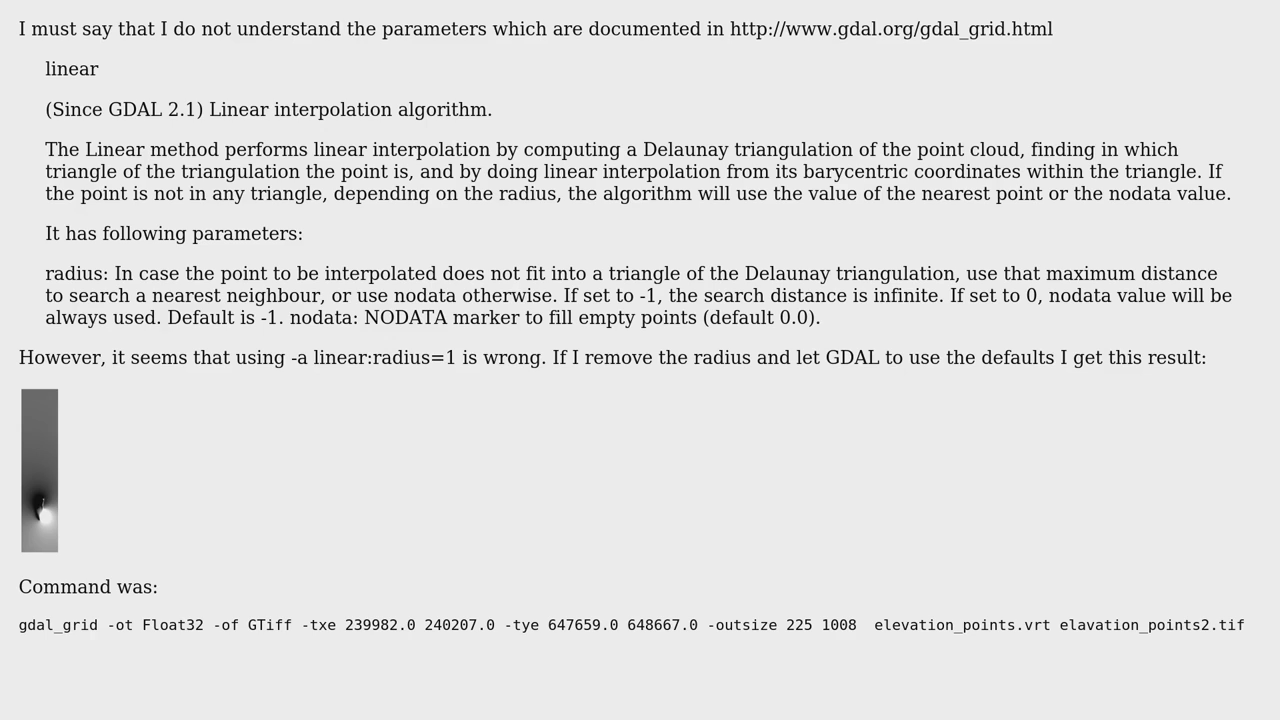 I must say that I do not understand the parameters which are documented in http://www.gdal.org/gdal_grid.html
linear
(Since GDAL 2.1) Linear interpolation algorithm.
The Linear method performs linear interpolation by computing a Delaunay triangulation of the point cloud, finding in which
triangle of the triangulation the point is, and by doing linear interpolation from its barycentric coordinates within the triangle. If
the point is not in any triangle, depending on the radius, the algorithm will use the value of the nearest point or the nodata value.
It has following parameters:
radius: In case the point to be interpolated does not fit into a triangle of the Delaunay triangulation, use that maximum distance
to search a nearest neighbour, or use nodata otherwise. If set to -1, the search distance is infinite. If set to 0, nodata value will be
always used. Default is -1. nodata: NODATA marker to fill empty points (default 0.0).
However, it seems that using -a linear:radius=1 is wrong. If I remove the radius and let GDAL to use the defaults I get this result:
Command was:
gdal_grid -ot Float32 -of GTiff -txe 239982.0 240207.0 -tye 647659.0 648667.0 -outsize 225 1008  elevation_points.vrt elavation_points2.tif